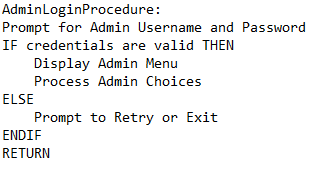 AdminLoginProcedure:
Prompt for Admin Username and Password
IF credentials are valid THEN
    Display Admin Menu
    Process Admin Choices
ELSE
    Prompt to Retry or Exit
ENDIF
RETURN